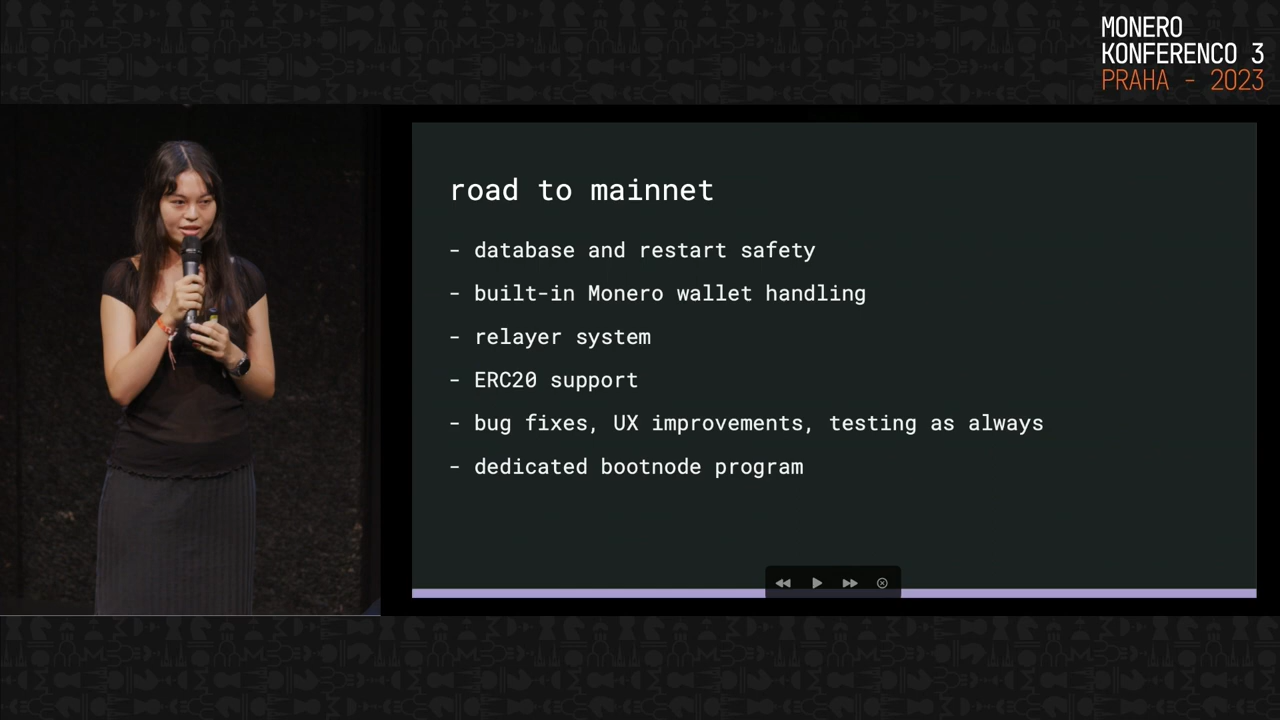 MONERO
KONFERENCO 3
PRAHA - 2023
road to mainnet
- database and restart safety
- built-in Monero wallet handling
- relayer system
- ERC20 support
- bug fixes, UX improvements, testing as always
- dedicated bootnode program